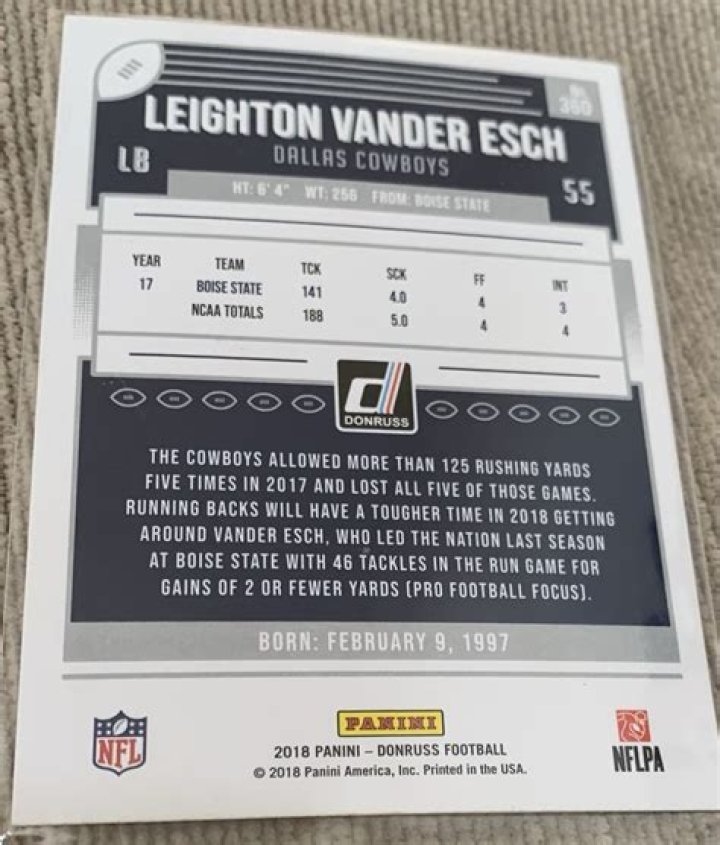 No. 360
LEIGHTON VANDER ESCH
LB DALLAS COWBOYS 55
HT: 6' 4" WT: 256 FROM: BOISE STATE
YEAR TEAM TCK SCK FF INT
17 BOISE STATE 141 4.0 4 3
NCAA TOTALS 188 5.0 4 4
DONRUSS
THE COWBOYS ALLOWED MORE THAN 125 RUSHING YARDS
FIVE TIMES IN 2017 AND LOST ALL FIVE OF THOSE GAMES.
RUNNING BACKS WILL HAVE A TOUGHER TIME IN 2018 GETTING
AROUND VANDER ESCH, WHO LED THE NATION LAST SEASON
AT BOISE STATE WITH 46 TACKLES IN THE RUN GAME FOR
GAINS OF 2 OR FEWER YARDS (PRO FOOTBALL FOCUS).
BORN: FEBRUARY 9, 1997
NFL
PANINI
2018 PANINI – DONRUSS FOOTBALL
© 2018 Panini America, Inc. Printed in the USA.
NFLPA